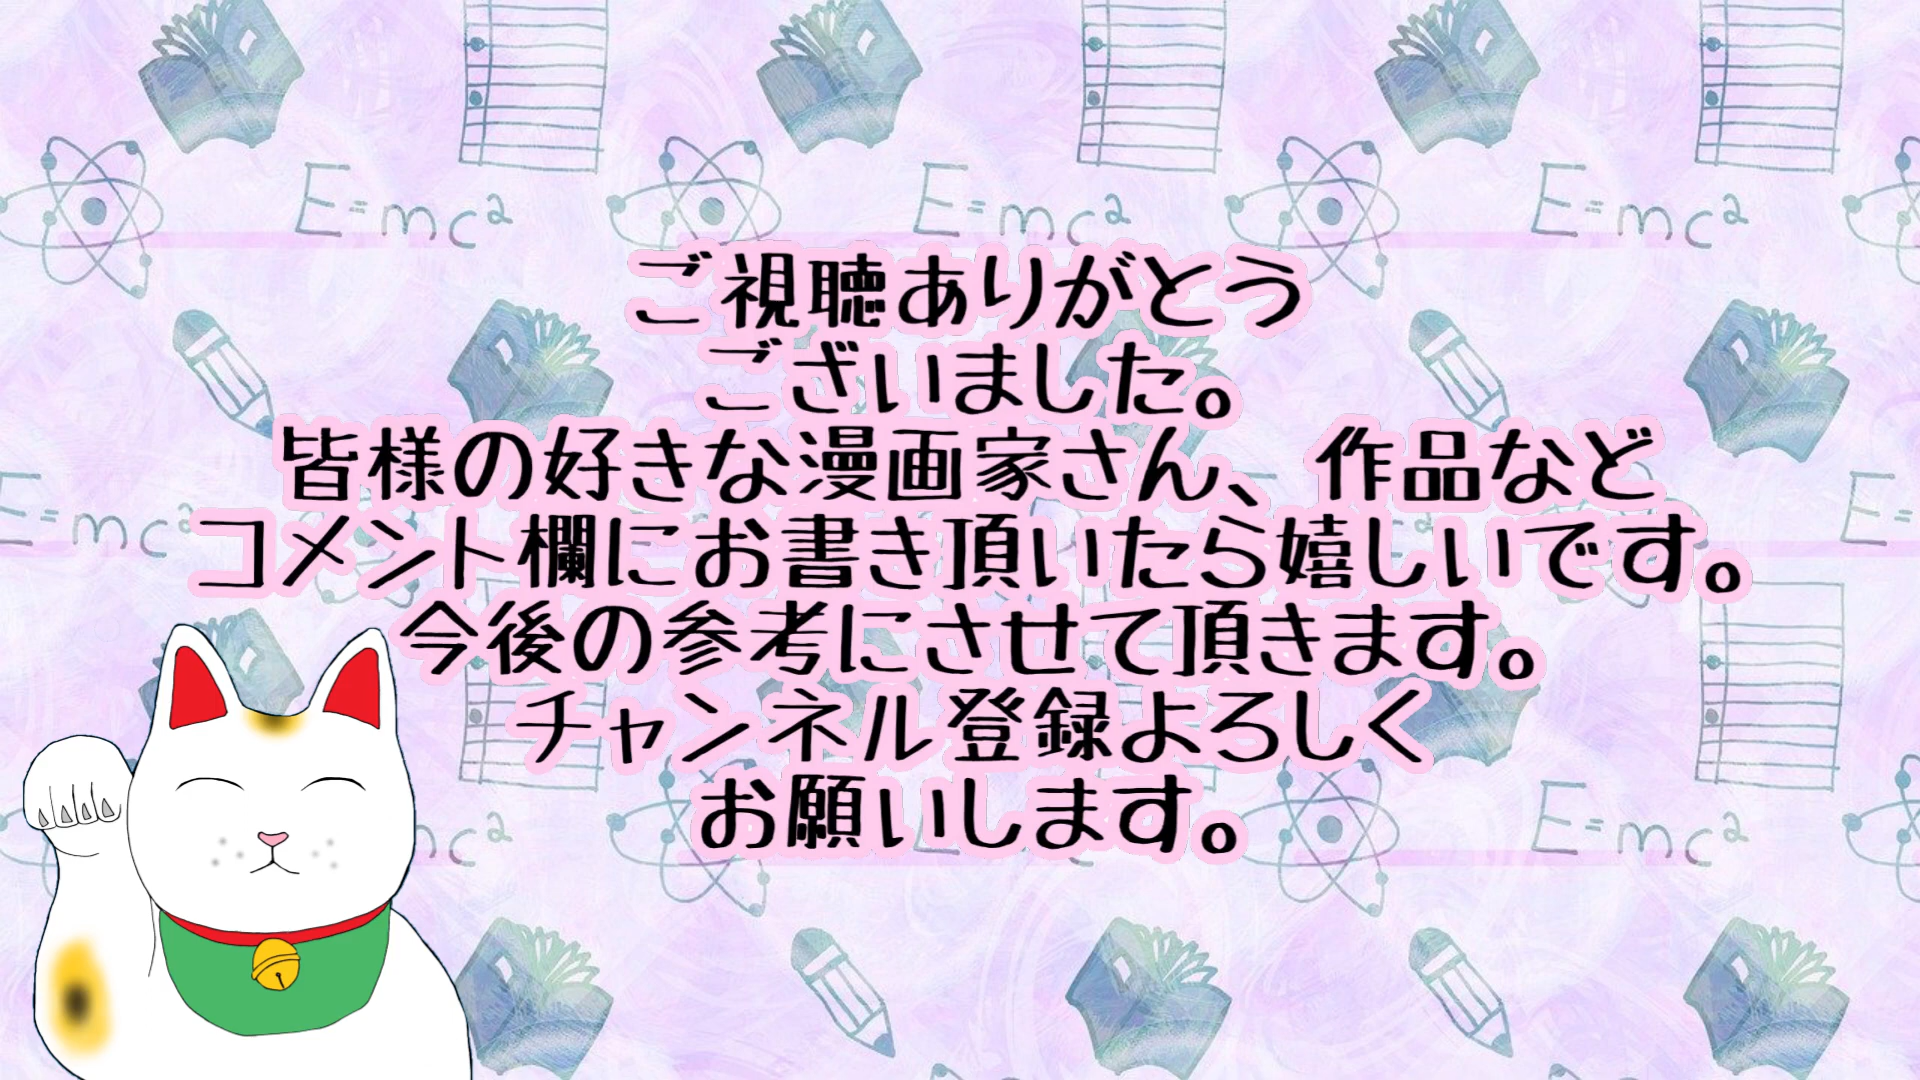 E=mc²
E=mc²
E=mc²
ご視聴ありがとう
ございました。
皆様の好きな漫画家さん、作品など
コメント欄にお書き頂いたら嬉しいです。
今後の参考にさせて頂きます。
チャンネル登録よろしく
お願いします。
E=mc²
E=mc²